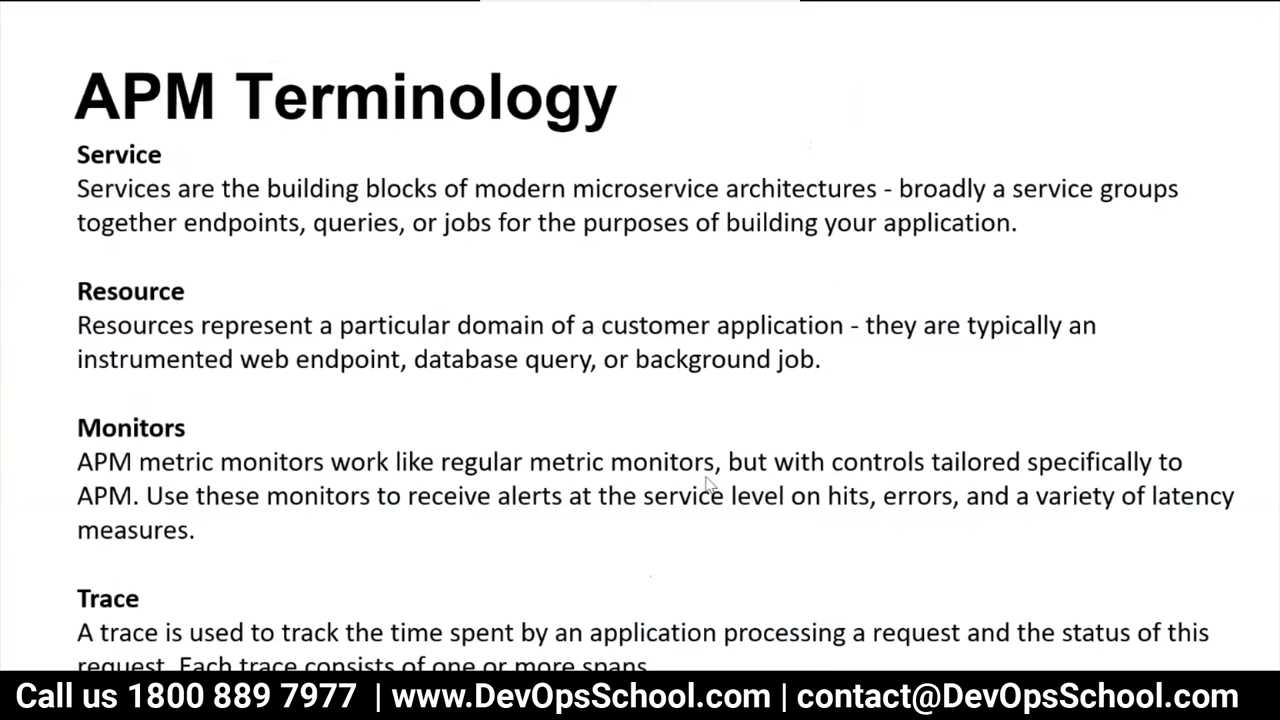 APM Terminology
Service
Services are the building blocks of modern microservice architectures - broadly a service groups
together endpoints, queries, or jobs for the purposes of building your application.
Resource
Resources represent a particular domain of a customer application - they are typically an
instrumented web endpoint, database query, or background job.
Monitors
APM metric monitors work like regular metric monitors, but with controls tailored specifically to
APM. Use these monitors to receive alerts at the service level on hits, errors, and a variety of latency
measures.
Trace
A trace is used to track the time spent by an application processing a request and the status of this
request. Each trace consists of one or more spans.
Call us 1800 889 7977 | www.DevOpsSchool.com | contact@DevOpsSchool.com